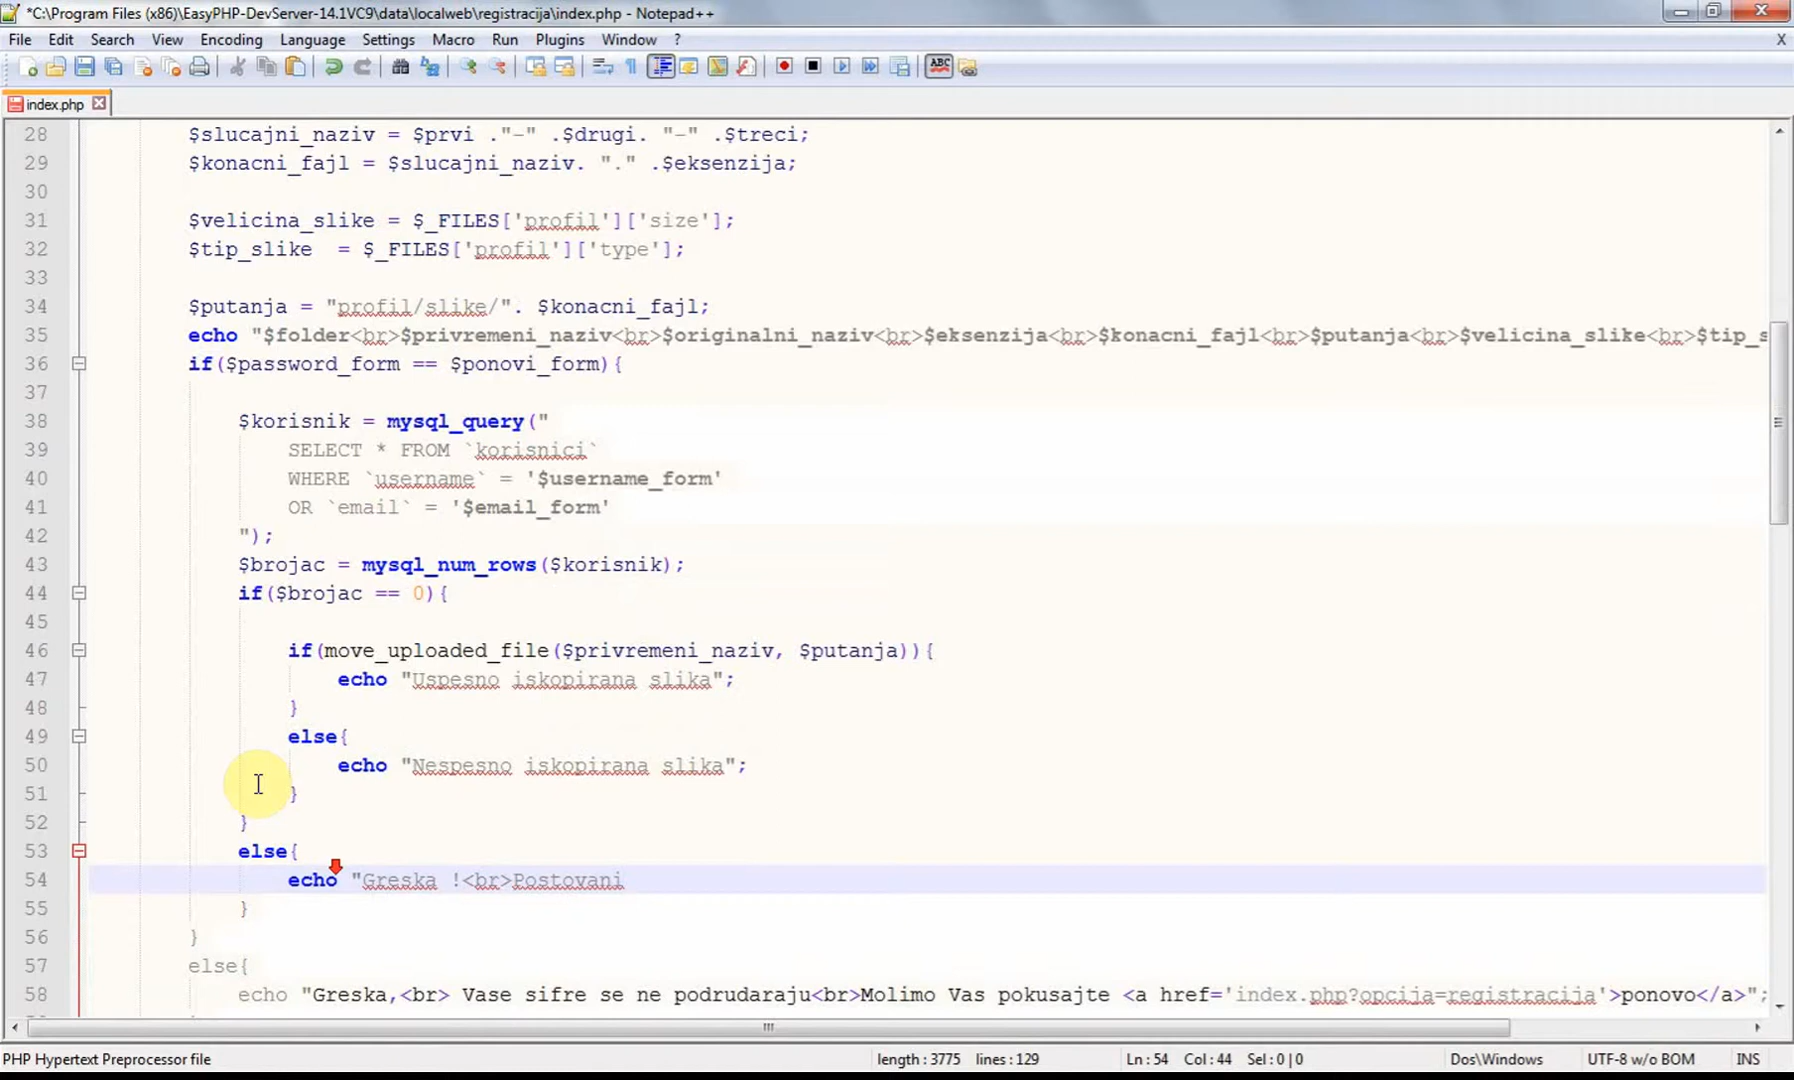 *C:\Program Files (x86)\EasyPHP-DevServer-14.1VC9\data\localweb\registracija\index.php - Notepad++
File Edit Search View Encoding Language Settings Macro Run Plugins Window ? X
ABC
index.php
28 $slucajni_naziv = $prvi ."-" .$drugi. "-" .$treci;
29 $konacni_fajl = $slucajni_naziv. "." .$eksenzija;
30
31 $velicina_slike = $_FILES['profil']['size'];
32 $tip_slike  = $_FILES['profil']['type'];
33
34 $putanja = "profil/slike/". $konacni_fajl;
35 echo "$folder<br>$privremeni_naziv<br>$originalni_naziv<br>$eksenzija<br>$konacni_fajl<br>$putanja<br>$velicina_slike<br>$tip_s
36 if($password_form == $ponovi_form){
37
38 $korisnik = mysql_query("
39 SELECT * FROM `korisnici`
40 WHERE `username` = '$username_form'
41 OR `email` = '$email_form'
42 ");
43 $brojac = mysql_num_rows($korisnik);
44 if($brojac == 0){
45
46 if(move_uploaded_file($privremeni_naziv, $putanja)){
47 echo "Uspesno iskopirana slika";
48 }
49 else{
50 echo "Nespesno iskopirana slika";
51 }
52 }
53 else{
54 echo "Greska !<br>Postovani
55 }
56 }
57 else{
58 echo "Greska,<br> Vase sifre se ne podrudaraju<br>Molimo Vas pokusajte <a href='index.php?opcija=registracija'>ponovo</a>";
PHP Hypertext Preprocessor file length : 3775 lines : 129 Ln : 54 Col : 44 Sel : 0 | 0 Dos\Windows UTF-8 w/o BOM INS